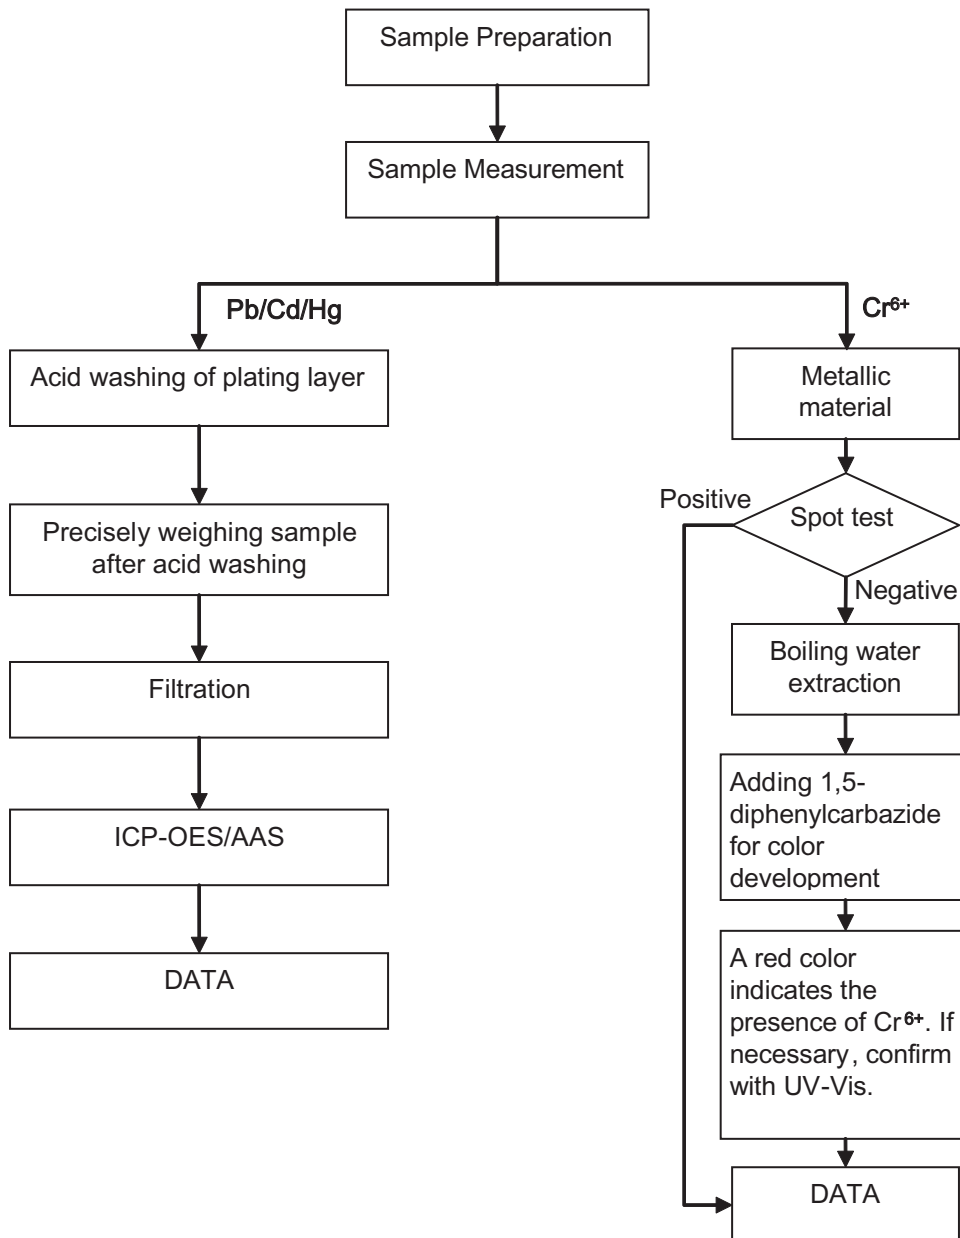 Sample Preparation
Sample Measurement
Pb/Cd/Hg
Cr⁶⁺
Acid washing of plating layer
Metallic
material
Positive
Spot test
Precisely weighing sample
after acid washing
Negative
Filtration
Boiling water
extraction
Adding 1,5-
diphenylcarbazide
for color
development
ICP-OES/AAS
A red color
indicates the
presence of Cr⁶⁺. If
necessary, confirm
with UV-Vis.
DATA
DATA